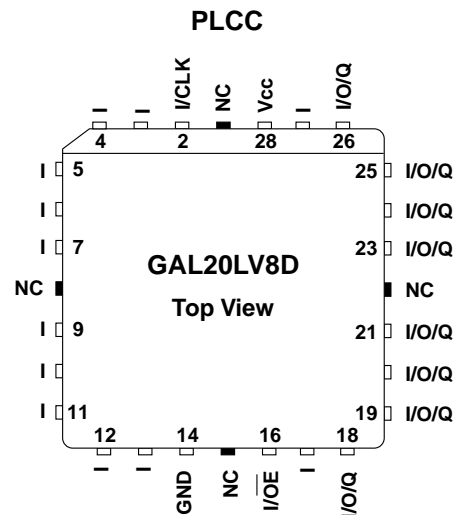 PLCC
I I I/CLK NC Vcc I I/O/Q
4 2 28 26
I 5 25 I/O/Q
I I/O/Q
I 7 23 I/O/Q
GAL20LV8D
NC NC
Top View
I 9 21 I/O/Q
I I/O/Q
I 11 19 I/O/Q
12 14 16 18
I I GND NC I/OE I I/O/Q